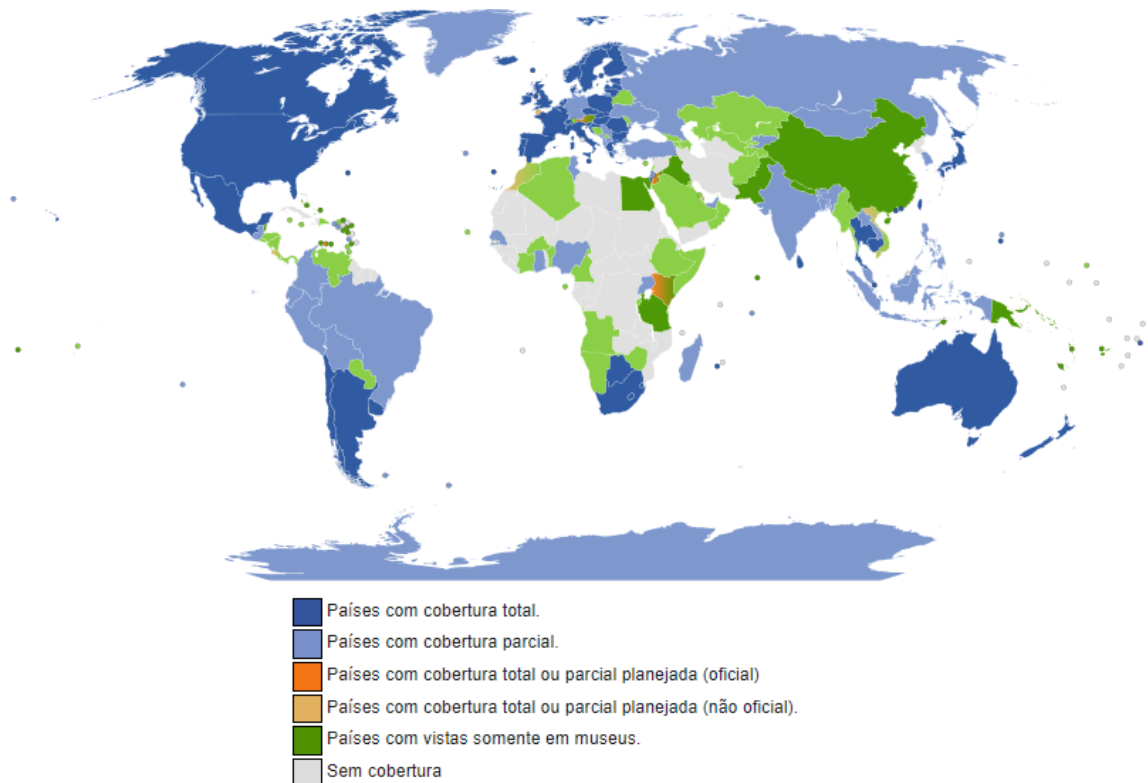 Países com cobertura total.
Países com cobertura parcial.
Países com cobertura total ou parcial planejada (oficial)
Países com cobertura total ou parcial planejada (não oficial).
Países com vistas somente em museus.
Sem cobertura